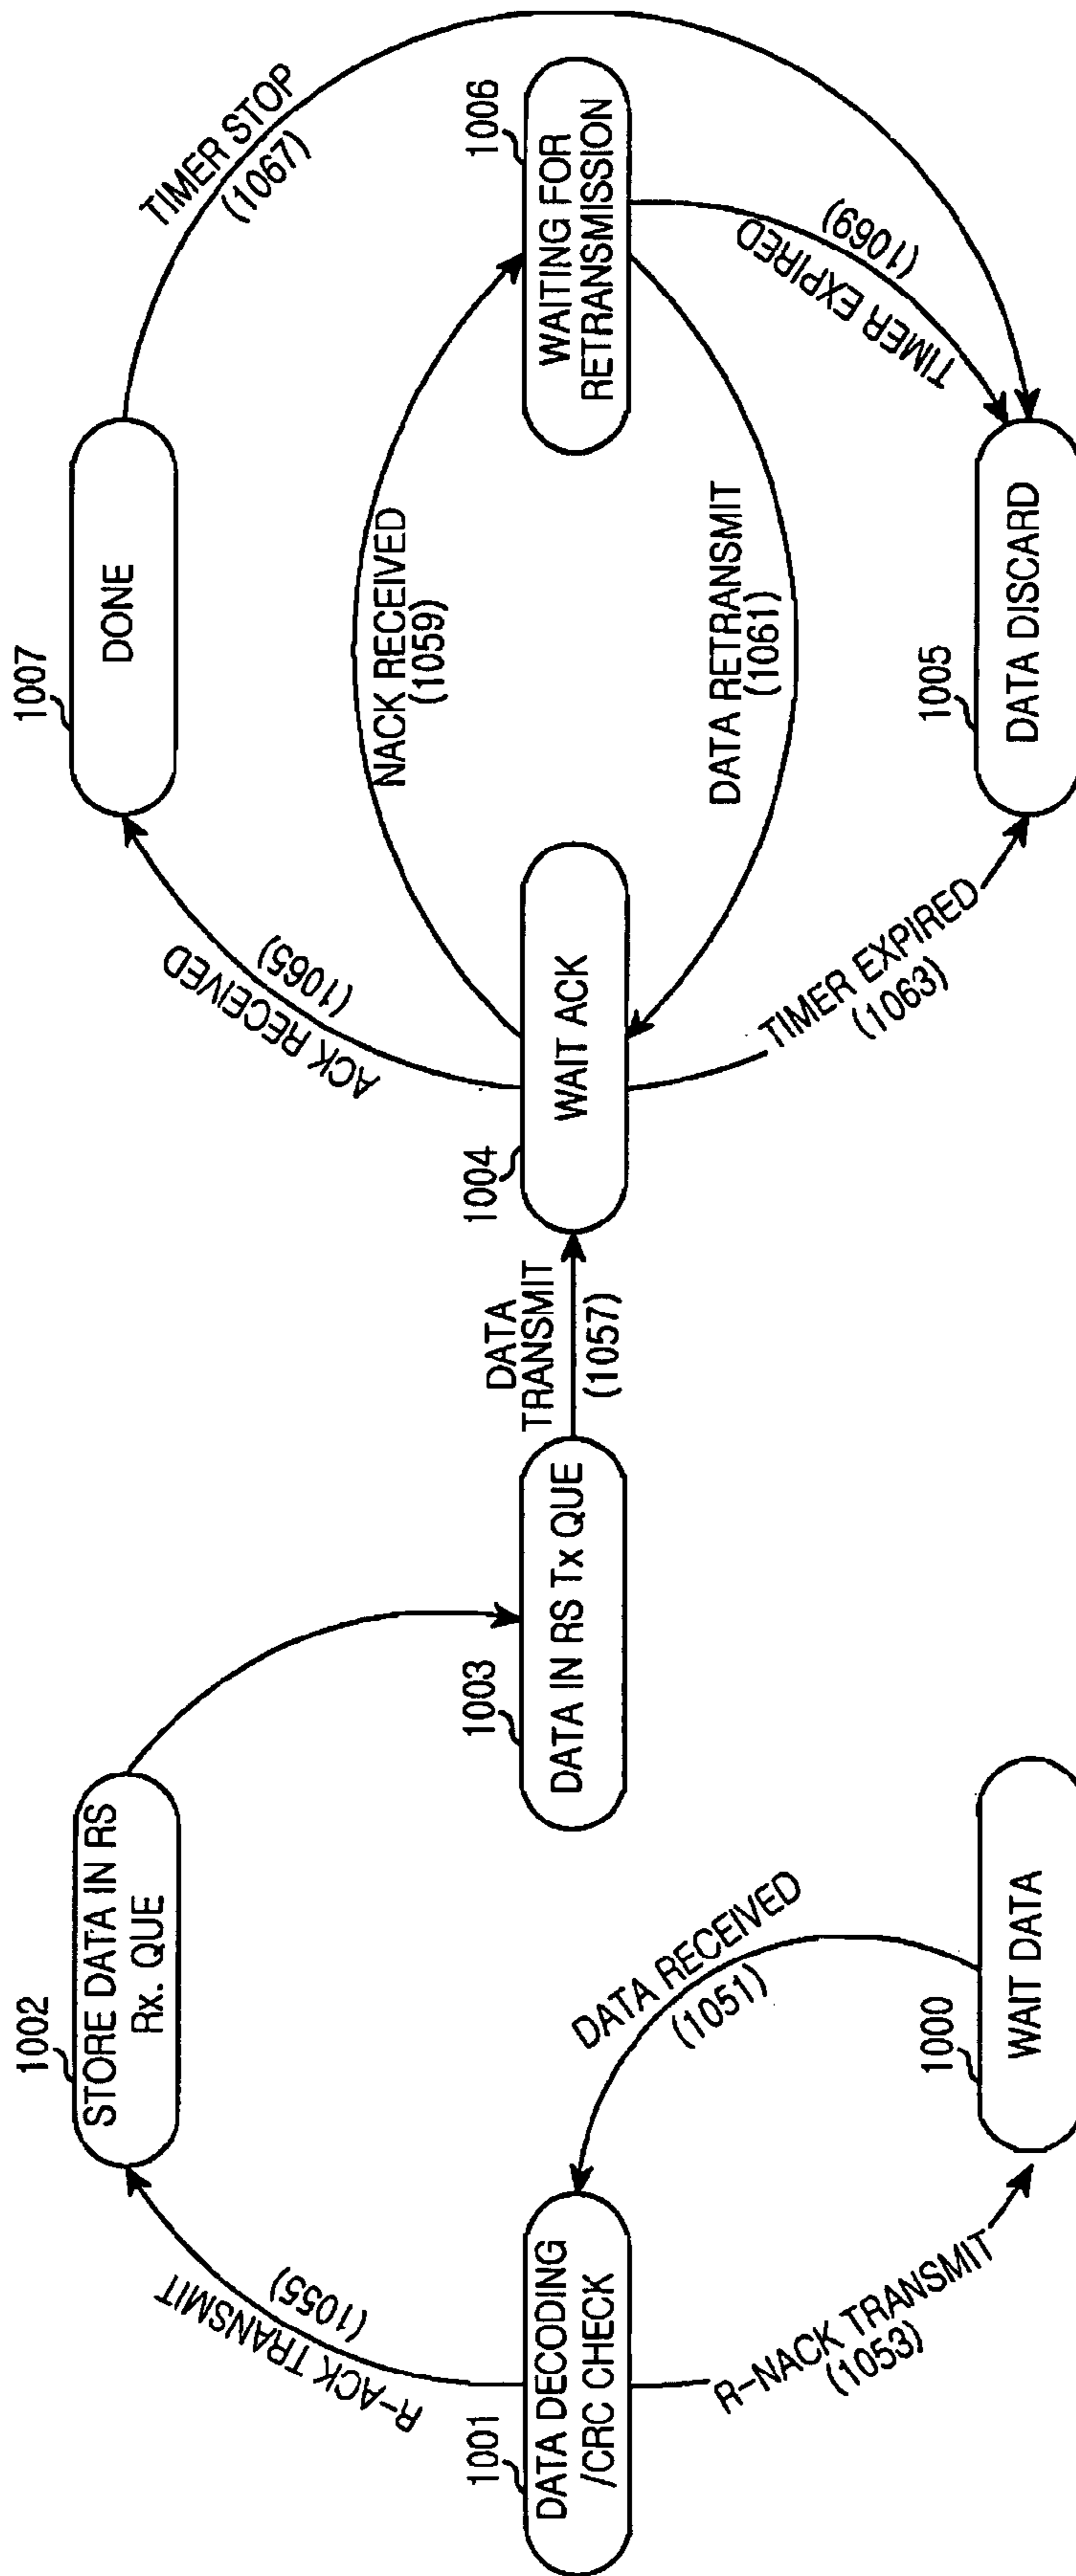 1002
STORE DATA IN RS
Rx. QUE
1007
DONE
TIMER STOP
(1067)
R-ACK TRANSMIT
(1055)
ACK RECEIVED
(1065)
NACK RECEIVED
(1059)
1001
DATA DECODING
/CRC CHECK
1003
DATA IN RS Tx QUE
DATA
TRANSMIT
(1057)
1004
WAIT ACK
1006
WAITING FOR
RETRANSMISSION
DATA RECEIVED
(1051)
DATA RETRANSMIT
(1061)
TIMER EXPIRED
(1069)
R-NACK TRANSMIT
(1053)
TIMER EXPIRED
(1063)
1000
WAIT DATA
1005
DATA DISCARD